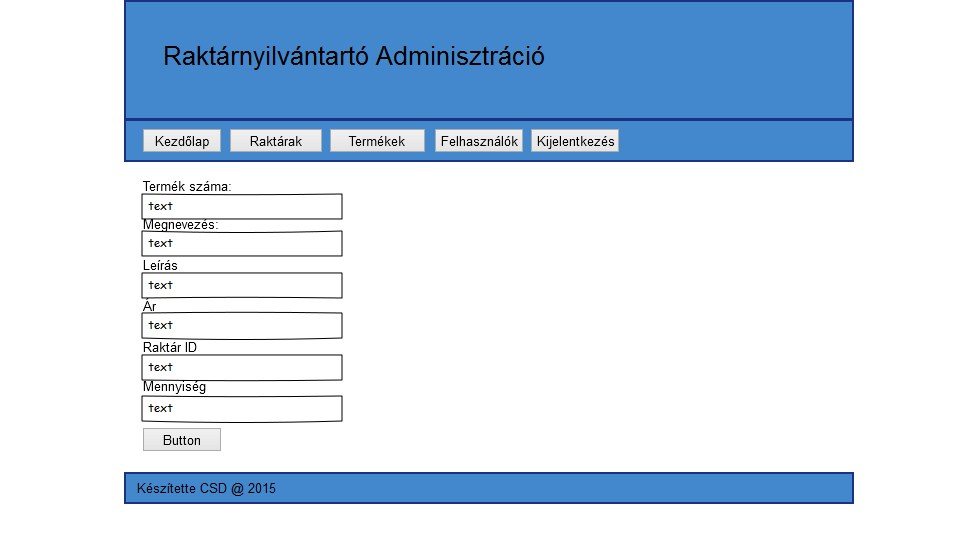 Raktárnyilvántartó Adminisztráció
Kezdőlap Raktárak Termékek Felhasználók Kijelentkezés
Termék száma:
text
Megnevezés:
text
Leírás
text
Ár
text
Raktár ID
text
Mennyiség
text
Button
Készítette CSD @ 2015